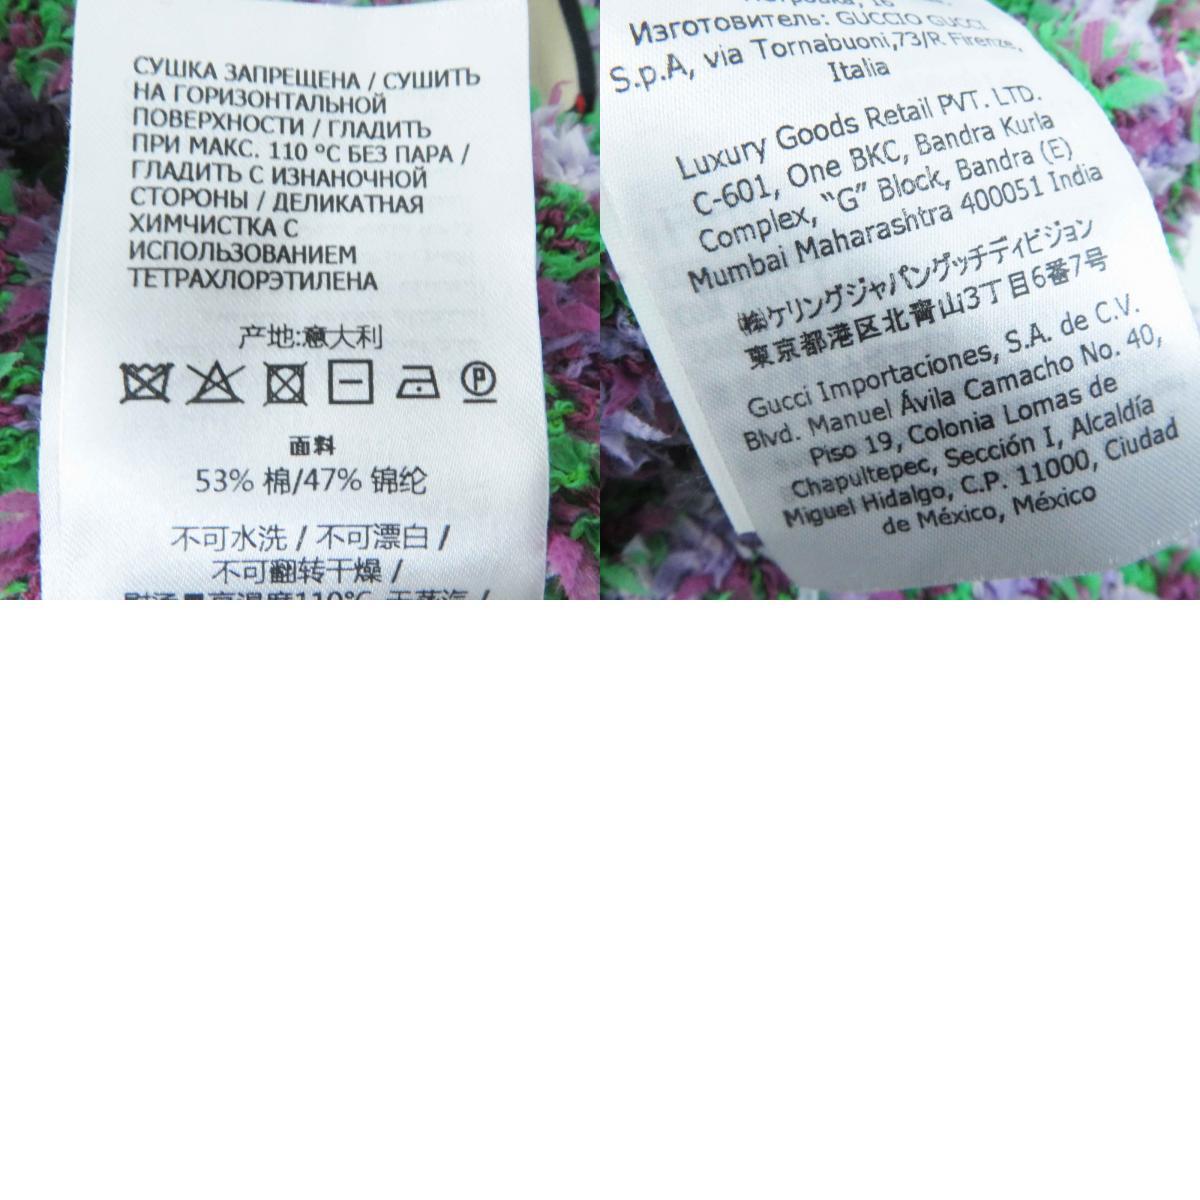 СУШКА ЗАПРЕЩЕНА / СУШИТЬ
НА ГОРИЗОНТАЛЬНОЙ
ПОВЕРХНОСТИ / ГЛАДИТЬ
ПРИ МАКС. 110 °C БЕЗ ПАРА /
ГЛАДИТЬ С ИЗНАНОЧНОЙ
СТОРОНЫ / ДЕЛИКАТНАЯ
ХИМЧИСТКА С
ИСПОЛЬЗОВАНИЕМ
ТЕТРАХЛОРЭТИЛЕНА
产地:意大利
P
面料
53% 棉/47% 锦纶
不可水洗 / 不可漂白 /
不可翻转干燥 /
Изготовитель: GUCCIO GUCCI
S.p.A, via Tornabuoni,73/R Firenze,
Italia
Luxury Goods Retail PVT. LTD.
C-601, One BKC, Bandra Kurla
Complex, "G" Block, Bandra (E)
Mumbai Maharashtra 400051 India
㈱ケリングジャパングッチディビジョン
東京都港区北青山3丁目6番7号
Gucci Importaciones, S.A. de C.V.
Blvd. Manuel Ávila Camacho No. 40,
Piso 19, Colonia Lomas de
Chapultepec, Sección I, Alcaldía
Miguel Hidalgo, C.P. 11000, Ciudad
de México, México